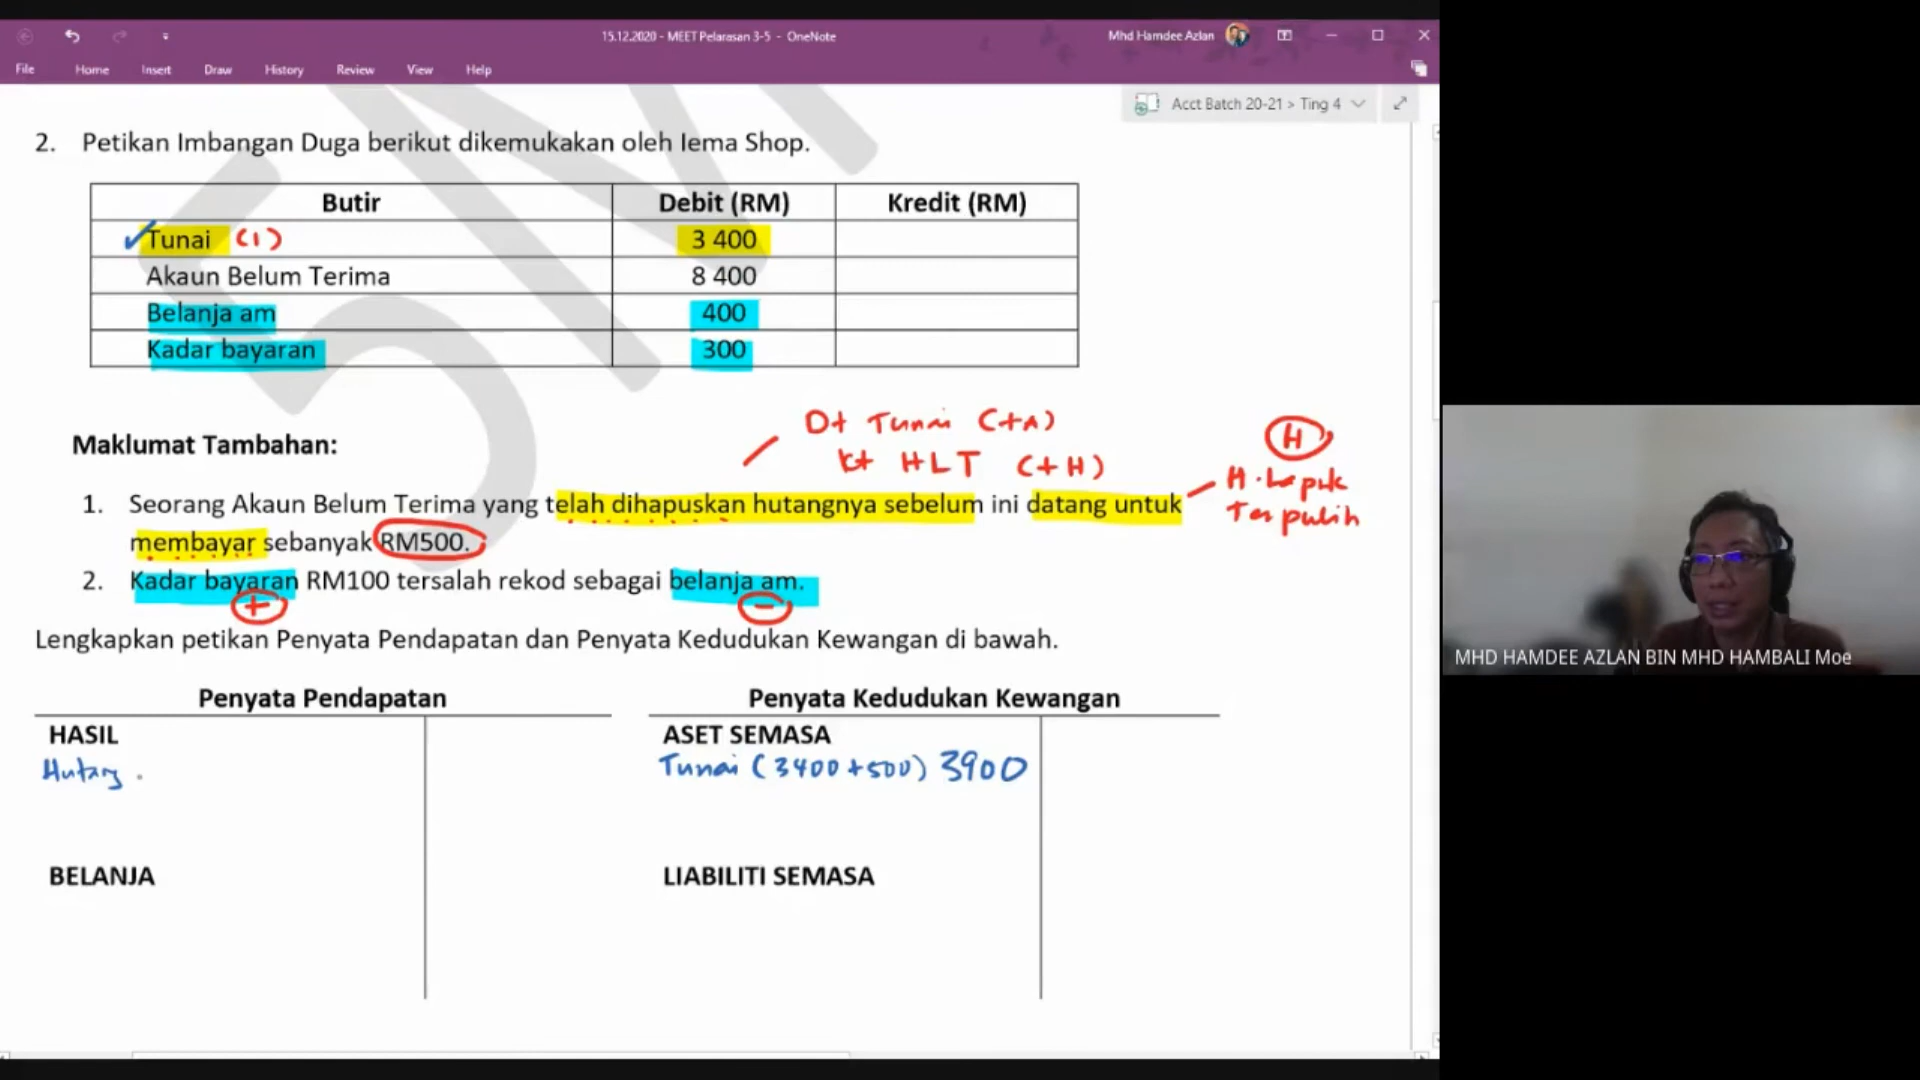 15.12.2020 - MEET Pelarasan 3-5 - OneNote
Mhd Hamdee Azlan
File Home Insert Draw History Review View Help
Acct Batch 20-21 > Ting 4
2. Petikan Imbangan Duga berikut dikemukakan oleh Iema Shop.
Butir Debit (RM) Kredit (RM)
Tunai (1) 3 400
Akaun Belum Terima 8 400
Belanja am 400
Kadar bayaran 300
Dt Tunai (+A)
Kt HLT (+H)
H
H. Lapuk
Terpulih
Maklumat Tambahan:
1. Seorang Akaun Belum Terima yang telah dihapuskan hutangnya sebelum ini datang untuk
membayar sebanyak RM500.
2. Kadar bayaran RM100 tersalah rekod sebagai belanja am.
+ −
Lengkapkan petikan Penyata Pendapatan dan Penyata Kedudukan Kewangan di bawah.
Penyata Pendapatan
HASIL
Hutang
BELANJA
Penyata Kedudukan Kewangan
ASET SEMASA
Tunai (3400+500) 3900
LIABILITI SEMASA
MHD HAMDEE AZLAN BIN MHD HAMBALI Moe